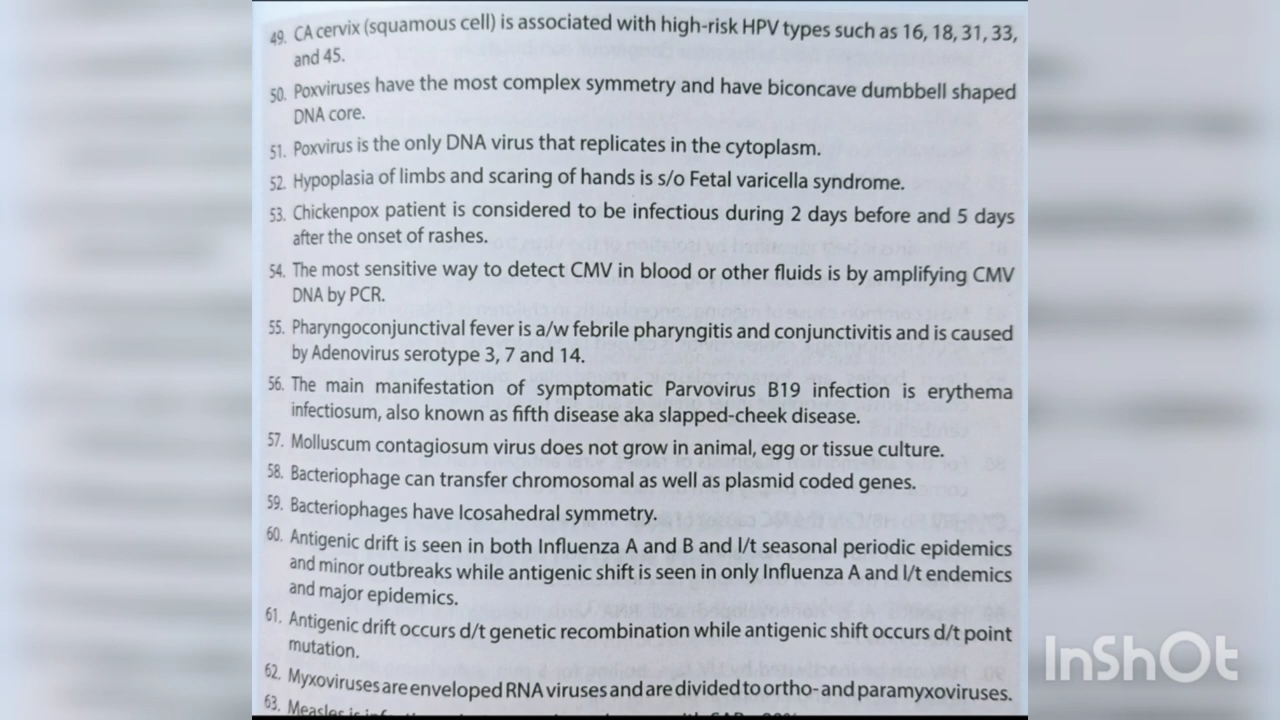 49. CA cervix (squamous cell) is associated with high-risk HPV types such as 16, 18, 31, 33,
and 45.
50. Poxviruses have the most complex symmetry and have biconcave dumbbell shaped
DNA core.
51. Poxvirus is the only DNA virus that replicates in the cytoplasm.
52. Hypoplasia of limbs and scaring of hands is s/o Fetal varicella syndrome.
53. Chickenpox patient is considered to be infectious during 2 days before and 5 days
after the onset of rashes.
54. The most sensitive way to detect CMV in blood or other fluids is by amplifying CMV
DNA by PCR.
55. Pharyngoconjunctival fever is a/w febrile pharyngitis and conjunctivitis and is caused
by Adenovirus serotype 3, 7 and 14.
56. The main manifestation of symptomatic Parvovirus B19 infection is erythema
infectiosum, also known as fifth disease aka slapped-cheek disease.
57. Molluscum contagiosum virus does not grow in animal, egg or tissue culture.
58. Bacteriophage can transfer chromosomal as well as plasmid coded genes.
59. Bacteriophages have Icosahedral symmetry.
60. Antigenic drift is seen in both Influenza A and B and l/t seasonal periodic epidemics
and minor outbreaks while antigenic shift is seen in only Influenza A and l/t endemics
and major epidemics.
61. Antigenic drift occurs d/t genetic recombination while antigenic shift occurs d/t point
mutation.
62. Myxoviruses are enveloped RNA viruses and are divided to ortho- and paramyxoviruses.
63. Measles is
InShOt